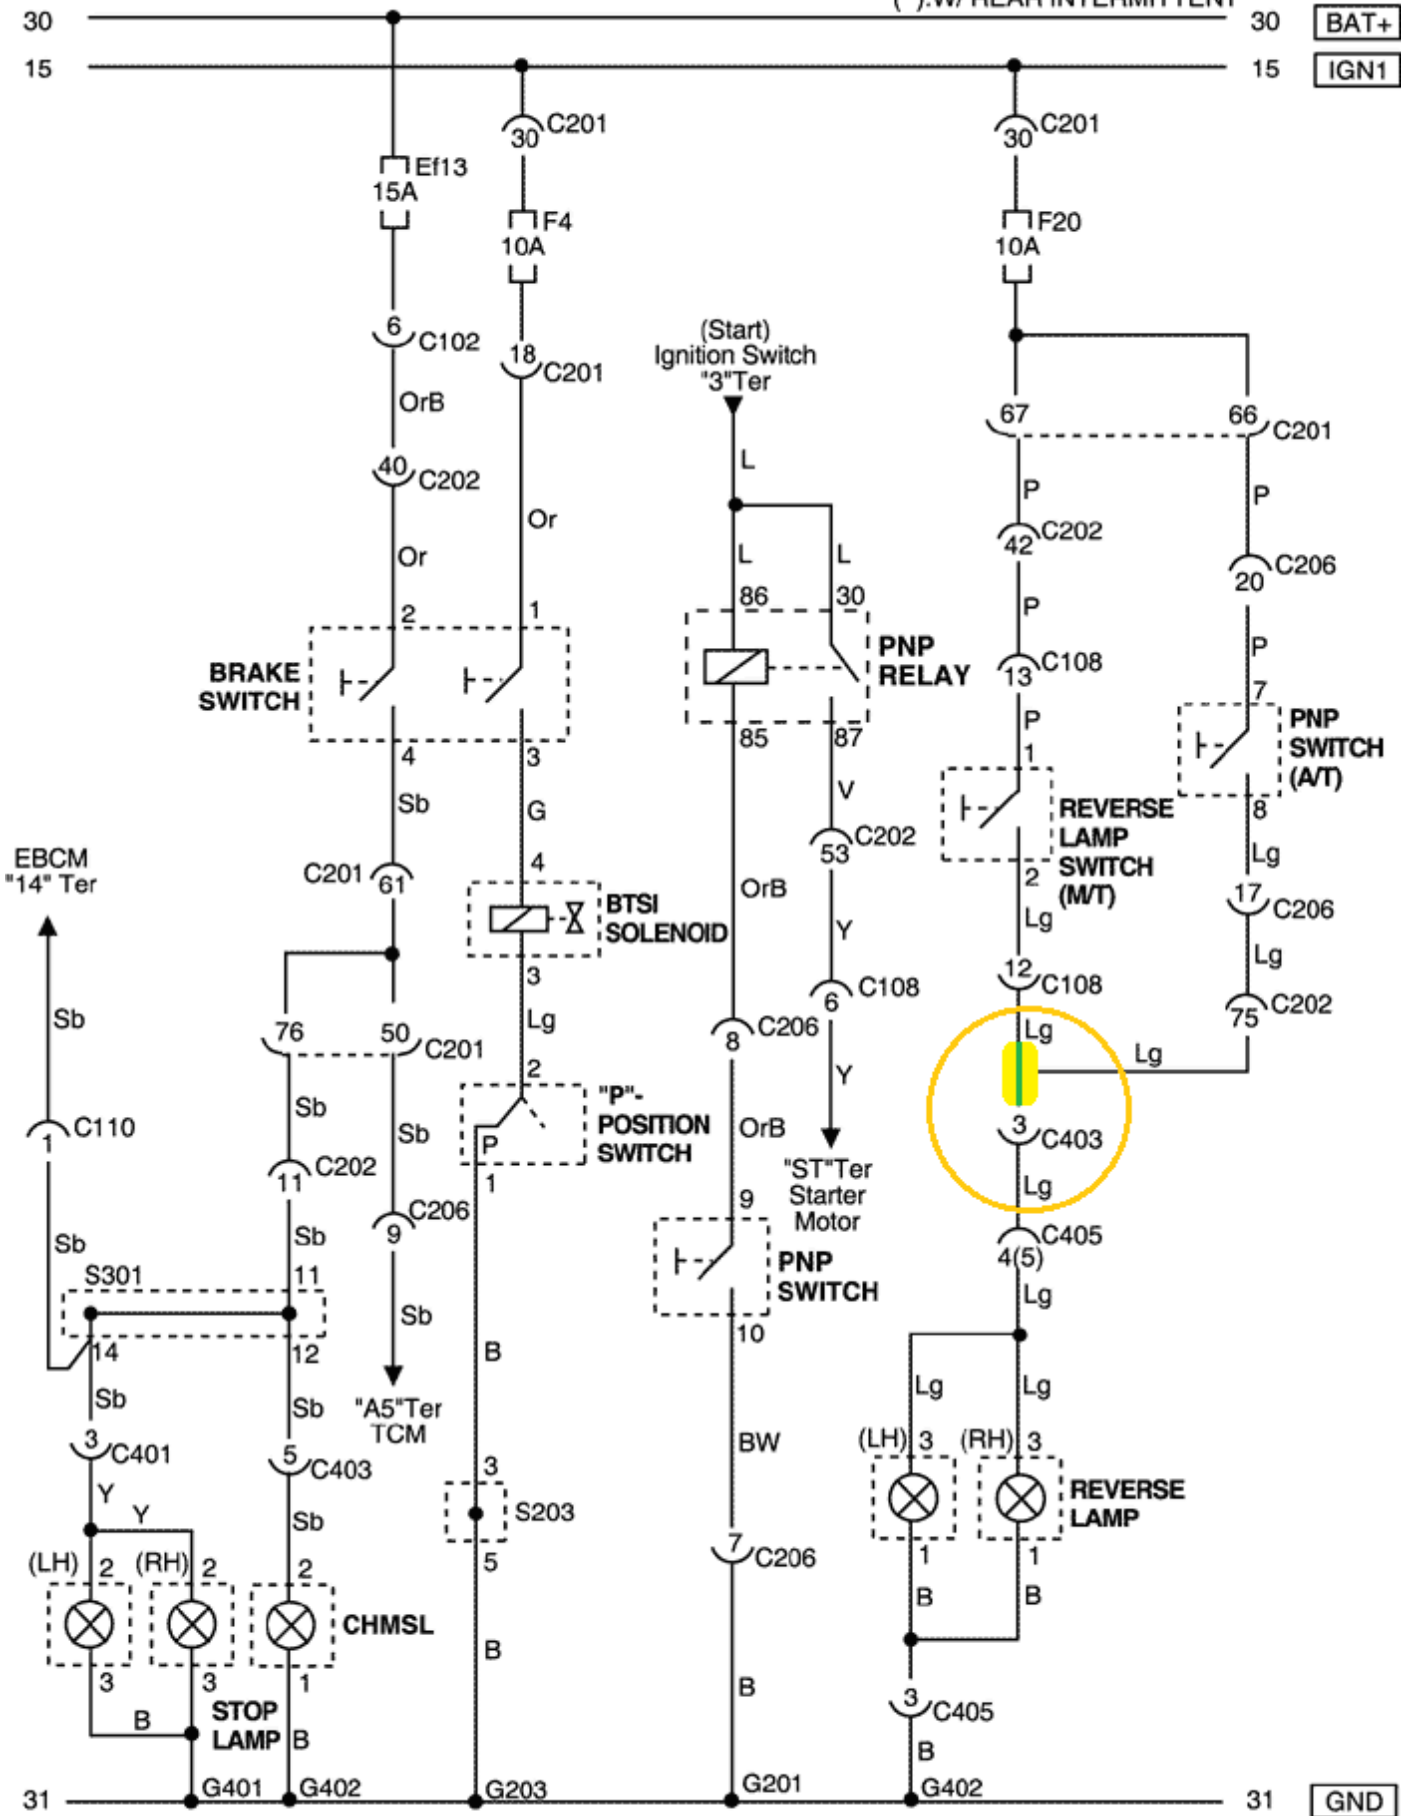 ( ):W/ REAR INTERMITTENT
30 30 BAT+
15 15 IGN1
C201 C201
30 30
Ef13
15A
F4 F20
10A 10A
6 C102
18 C201
(Start)
Ignition Switch
"3"Ter
OrB
67 66 C201
40 C202
L
P P
Or
C202
42
Or
L L
C206
20
2 1
86 30
P
C108
13
P
BRAKE
SWITCH
PNP
RELAY
P
1
7
PNP
SWITCH
(A/T)
4 3
85 87
Sb G
V
REVERSE
LAMP
SWITCH
(M/T)
8
EBCM
"14" Ter
C201
61
4
C202
53
2
Lg
OrB
17 C206
BTSI
SOLENOID
Y
Lg
Lg
3
12 C108
Sb
Lg
6 C108
C202
75
76 50 C201
C206
8
Lg
Lg
2
Y
Sb
"P"-
POSITION
SWITCH
C110
1
Sb
P
OrB
3 C403
C202
11
1
"ST"Ter
Starter
Motor
Lg
C206
9
9
C405
4(5)
Sb
Sb
S301
11
PNP
SWITCH
Lg
Sb
14 12
10
B
Sb Sb
"A5"Ter
TCM
Lg Lg
3 C401
5 C403
BW
(LH) 3 (RH) 3
3
S203
5
REVERSE
LAMP
Y
Y
Sb
7 C206
1 1
(LH) 2 (RH) 2 2
B B
CHMSL
B
3 3 1
B
STOP
LAMP
B
B
3 C405
B
G401 G402 G203 G201 G402
31 31 GND